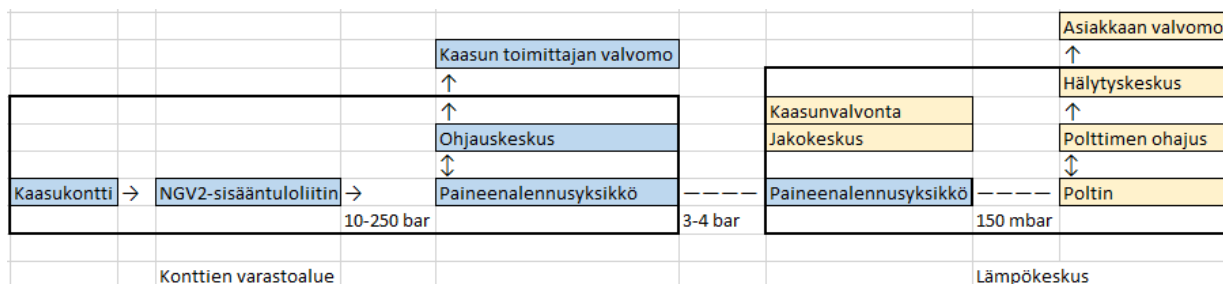 Asiakkaan valvomo
Kaasun toimittajan valvomo ↑
↑ Hälytyskeskus
↑ Kaasunvalvonta ↑
Ohjauskeskus Jakokeskus Polttimen ohajus
↕ ↕
Kaasukontti → NGV2-sisääntuloliitin → Paineenalennusyksikkö ———— Paineenalennusyksikkö ———— Poltin
10-250 bar 3-4 bar 150 mbar
Konttien varastoalue Lämpökeskus